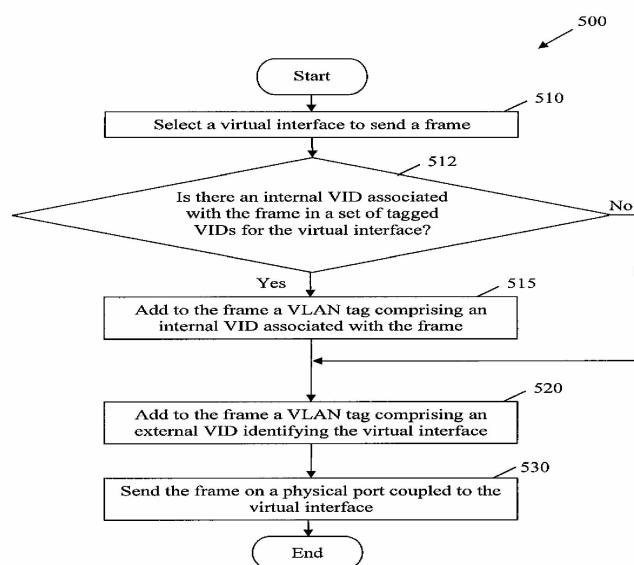 500
Start
510
Select a virtual interface to send a frame
512
Is there an internal VID associated
with the frame in a set of tagged
VIDs for the virtual interface?
No
Yes
515
Add to the frame a VLAN tag comprising an
internal VID associated with the frame
520
Add to the frame a VLAN tag comprising an
external VID identifying the virtual interface
530
Send the frame on a physical port coupled to the
virtual interface
End